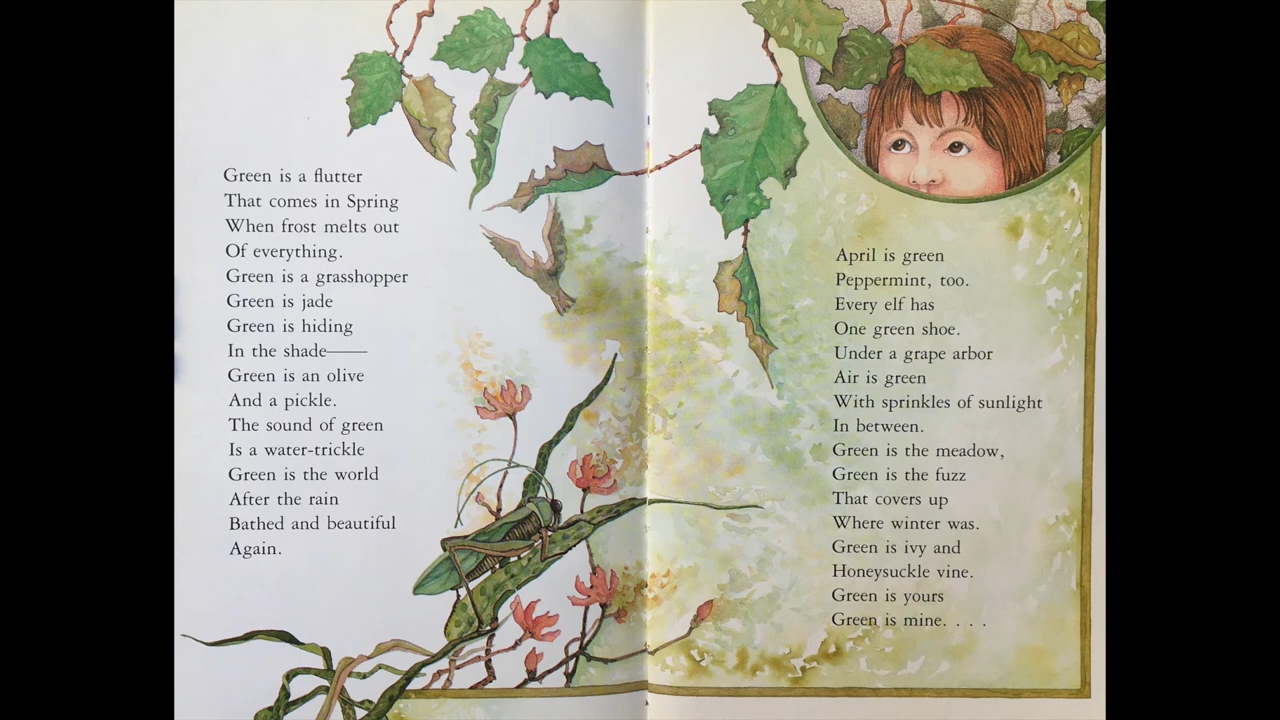 Green is a flutter
That comes in Spring
When frost melts out
Of everything.
Green is a grasshopper
Green is jade
Green is hiding
In the shade——
Green is an olive
And a pickle.
The sound of green
Is a water-trickle
Green is the world
After the rain
Bathed and beautiful
Again.
April is green
Peppermint, too.
Every elf has
One green shoe.
Under a grape arbor
Air is green
With sprinkles of sunlight
In between.
Green is the meadow,
Green is the fuzz
That covers up
Where winter was.
Green is ivy and
Honeysuckle vine.
Green is yours
Green is mine. . . .